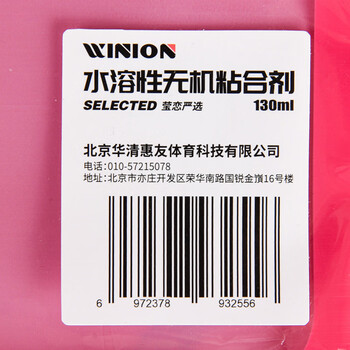 WINION
水溶性无机粘合剂
SELECTED 莹恋严选 130ml
北京华清惠友体育科技有限公司
电话:010-57215078
地址:北京市亦庄开发区荣华南路国锐金嵿16号楼
6 972378 932556